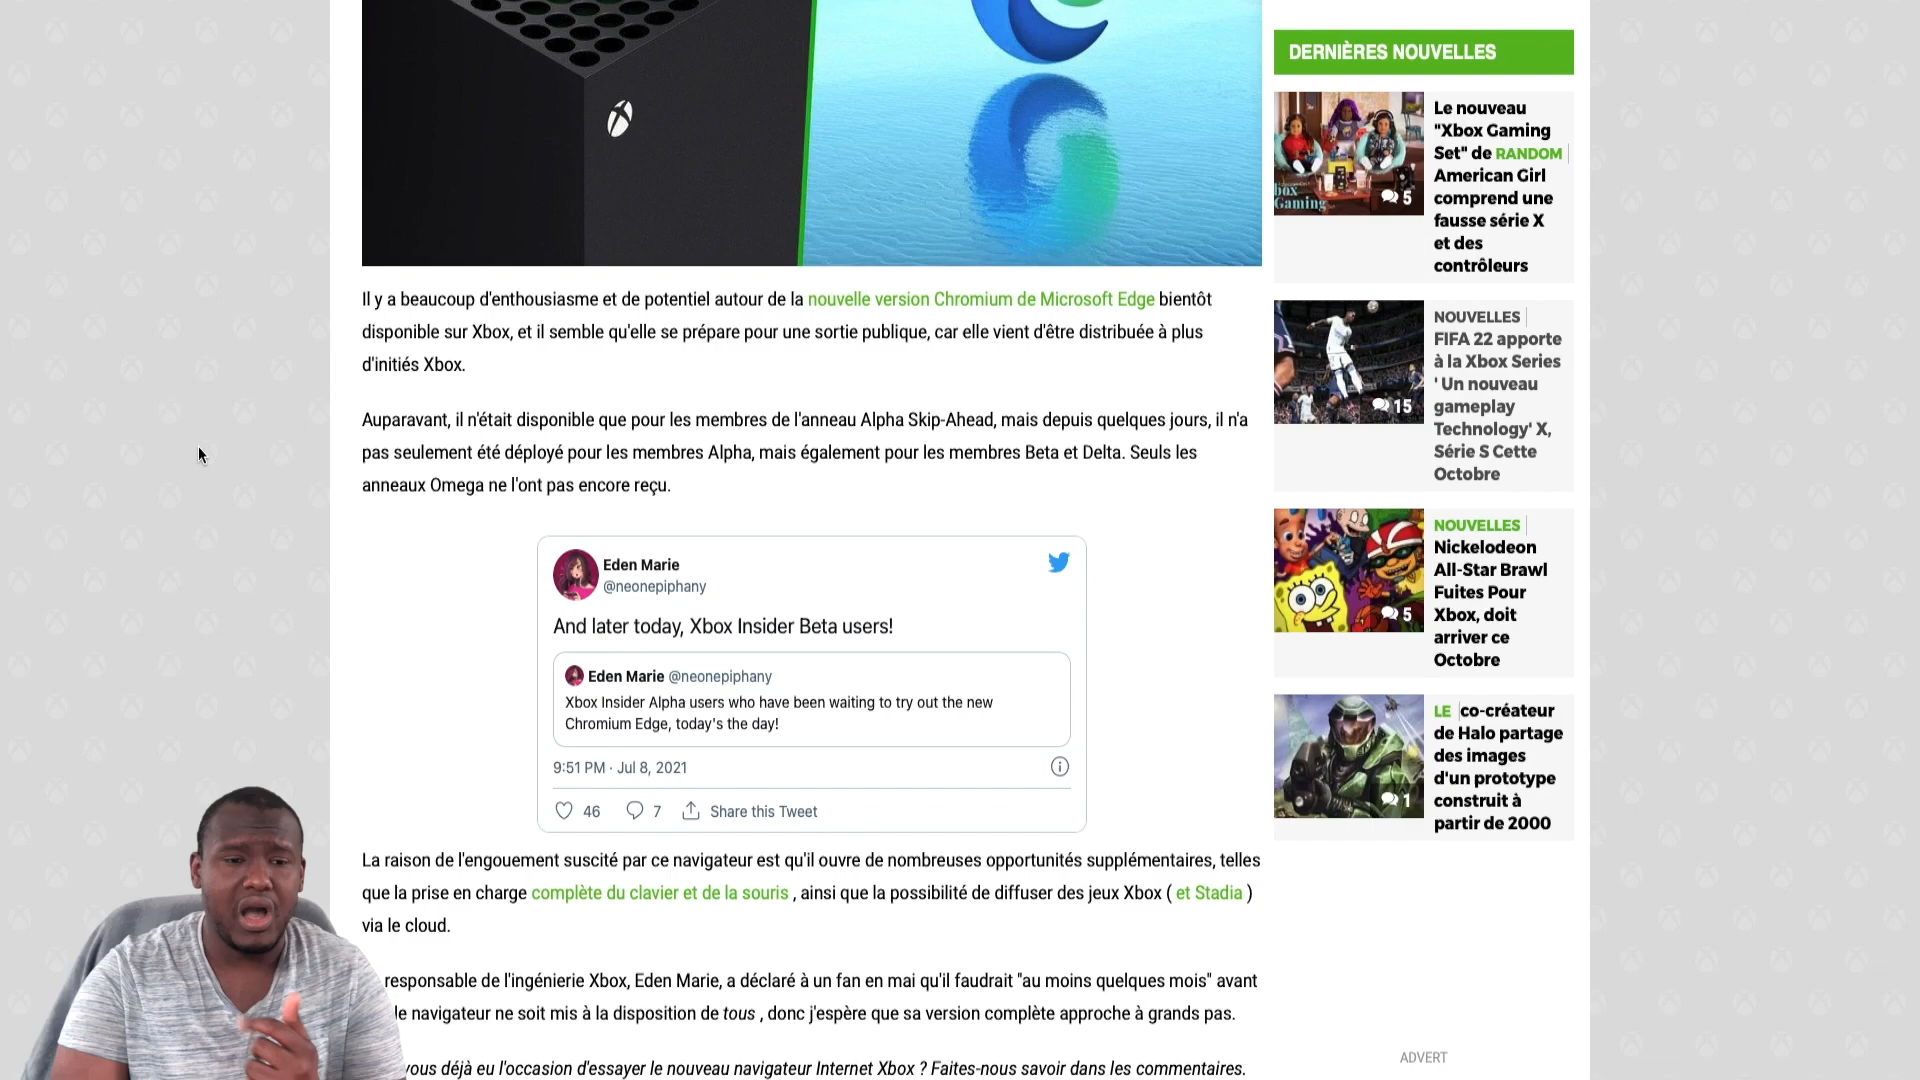 Il y a beaucoup d'enthousiasme et de potentiel autour de la nouvelle version Chromium de Microsoft Edge bientôt
disponible sur Xbox, et il semble qu'elle se prépare pour une sortie publique, car elle vient d'être distribuée à plus
d'initiés Xbox.
Auparavant, il n'était disponible que pour les membres de l'anneau Alpha Skip-Ahead, mais depuis quelques jours, il n'a
pas seulement été déployé pour les membres Alpha, mais également pour les membres Beta et Delta. Seuls les
anneaux Omega ne l'ont pas encore reçu.
Eden Marie
@neonepiphany
And later today, Xbox Insider Beta users!
Eden Marie @neonepiphany
Xbox Insider Alpha users who have been waiting to try out the new
Chromium Edge, today's the day!
9:51 PM · Jul 8, 2021
46 7 Share this Tweet
La raison de l'engouement suscité par ce navigateur est qu'il ouvre de nombreuses opportunités supplémentaires, telles
que la prise en charge complète du clavier et de la souris , ainsi que la possibilité de diffuser des jeux Xbox ( et Stadia )
via le cloud.
responsable de l'ingénierie Xbox, Eden Marie, a déclaré à un fan en mai qu'il faudrait "au moins quelques mois" avant
le navigateur ne soit mis à la disposition de tous , donc j'espère que sa version complète approche à grands pas.
vous déjà eu l'occasion d'essayer le nouveau navigateur Internet Xbox ? Faites-nous savoir dans les commentaires.
DERNIÈRES NOUVELLES
box
Gaming
5
Le nouveau
"Xbox Gaming
Set" de RANDOM
American Girl
comprend une
fausse série X
et des
contrôleurs
15
NOUVELLES
FIFA 22 apporte
à la Xbox Series
' Un nouveau
gameplay
Technology' X,
Série S Cette
Octobre
5
NOUVELLES
Nickelodeon
All-Star Brawl
Fuites Pour
Xbox, doit
arriver ce
Octobre
1
LE co-créateur
de Halo partage
des images
d'un prototype
construit à
partir de 2000
ADVERT